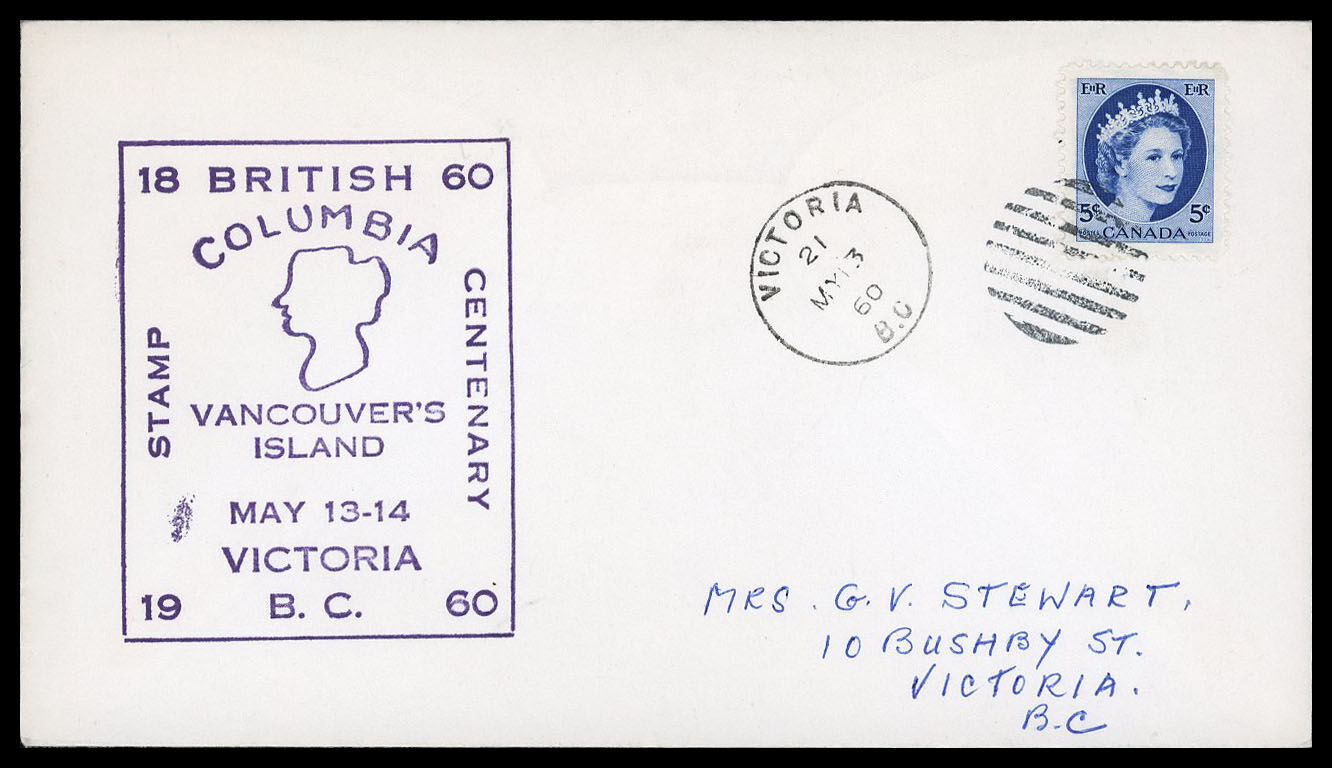 18 BRITISH 60
COLUMBIA
STAMP
CENTENARY
VANCOUVER'S
ISLAND
MAY 13-14
VICTORIA
19 B. C. 60
VICTORIA
21
MY 13
60
B.C
EIIR EIIR
5¢ 5¢
POSTES CANADA POSTAGE
MRS. G. V. STEWART,
10 BUSHBY ST.
VICTORIA.
B.C